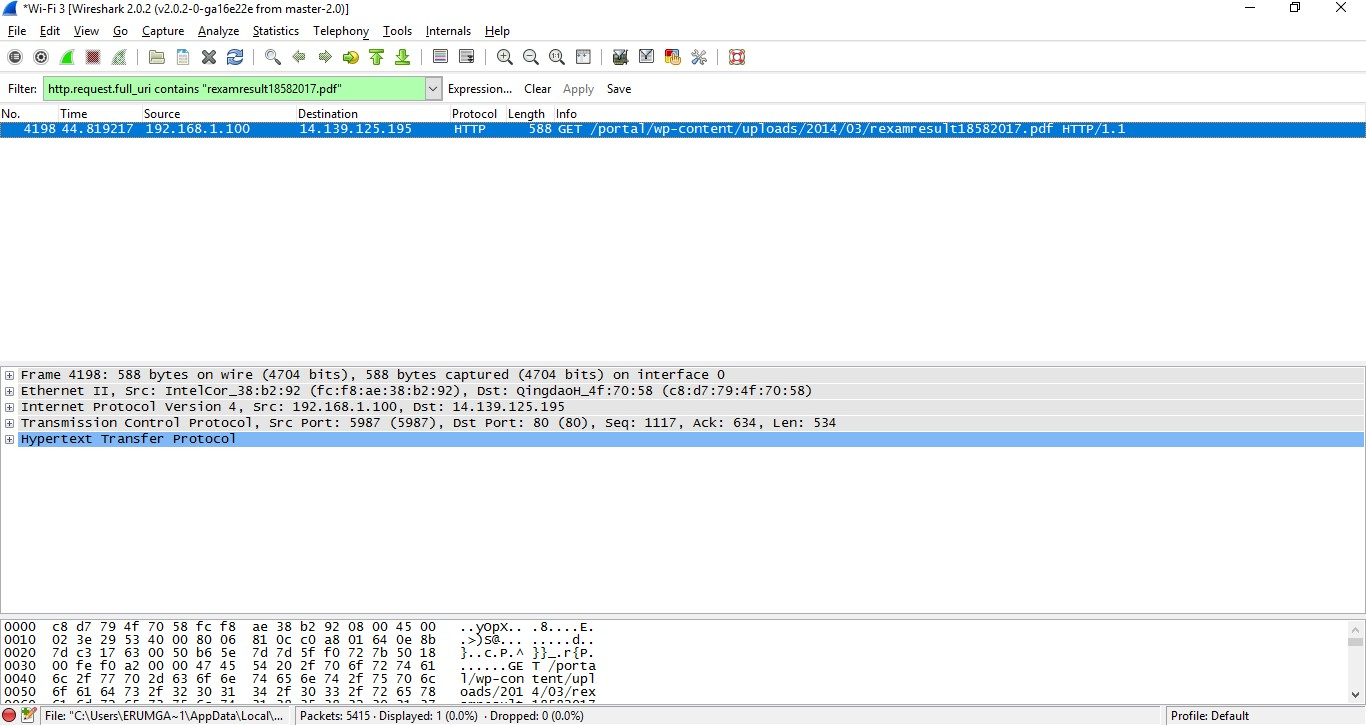 *Wi-Fi 3 [Wireshark 2.0.2 (v2.0.2-0-ga16e22e from master-2.0)]
File Edit View Go Capture Analyze Statistics Telephony Tools Internals Help
Filter: http.request.full_uri contains "rexamresult18582017.pdf" Expression... Clear Apply Save
No. Time Source Destination Protocol Length Info
4198 44.819217 192.168.1.100 14.139.125.195 HTTP 588 GET /portal/wp-content/uploads/2014/03/rexamresult18582017.pdf HTTP/1.1
Frame 4198: 588 bytes on wire (4704 bits), 588 bytes captured (4704 bits) on interface 0
Ethernet II, Src: IntelCor_38:b2:92 (fc:f8:ae:38:b2:92), Dst: QingdaoH_4f:70:58 (c8:d7:79:4f:70:58)
Internet Protocol Version 4, Src: 192.168.1.100, Dst: 14.139.125.195
Transmission Control Protocol, Src Port: 5987 (5987), Dst Port: 80 (80), Seq: 1117, Ack: 634, Len: 534
Hypertext Transfer Protocol
0000 c8 d7 79 4f 70 58 fc f8 ae 38 b2 92 08 00 45 00 ..yOpX.. .8....E.
0010 02 3e 29 53 40 00 80 06 81 0c c0 a8 01 64 0e 8b .>)S@... .....d..
0020 7d c3 17 63 00 50 b6 5e 7d 7d 5f f0 72 7b 50 18 }..c.P.^ }}_.r{P.
0030 00 fe f0 a2 00 00 47 45 54 20 2f 70 6f 72 74 61 ......GE T /porta
0040 6c 2f 77 70 2d 63 6f 6e 74 65 6e 74 2f 75 70 6c l/wp-con tent/upl
0050 6f 61 64 73 2f 32 30 31 34 2f 30 33 2f 72 65 78 oads/201 4/03/rex
File: "C:\Users\ERUMGA~1\AppData\Local\... Packets: 5415 · Displayed: 1 (0.0%) · Dropped: 0 (0.0%) Profile: Default